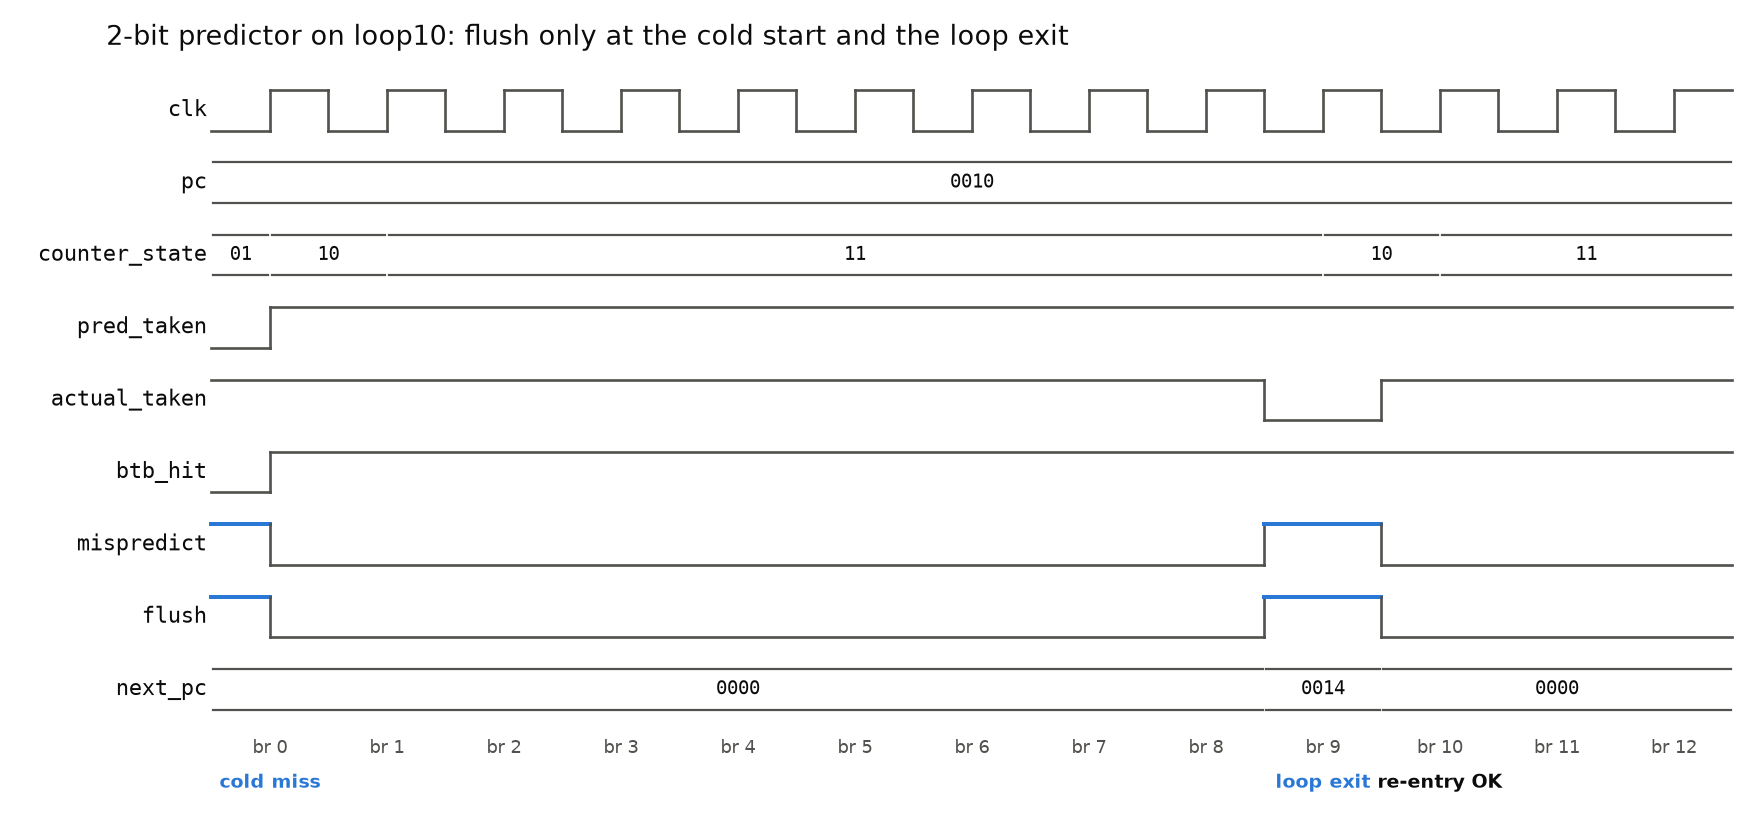 2-bit predictor on loop10: flush only at the cold start and the loop exit
clk
pc 0010
counter_state 01 10 11 10 11
pred_taken
actual_taken
btb_hit
mispredict
flush
next_pc 0000 0014 0000
br 0 br 1 br 2 br 3 br 4 br 5 br 6 br 7 br 8 br 9 br 10 br 11 br 12
cold miss loop exit re-entry OK